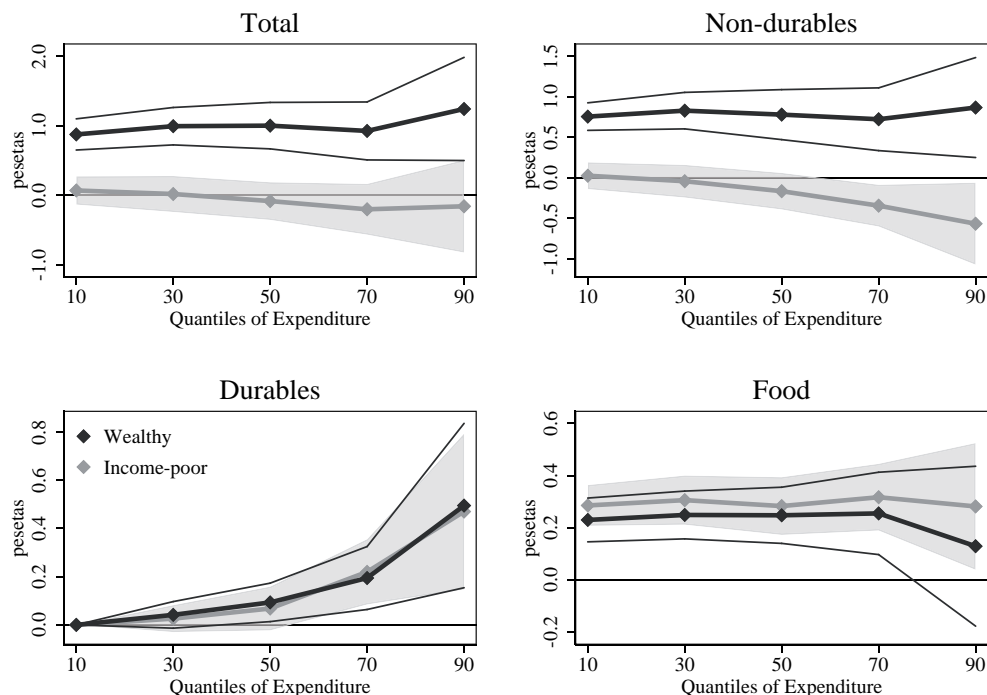 Total
pesetas
2.0
1.0
0.0
-1.0
10 30 50 70 90
Quantiles of Expenditure
Non-durables
pesetas
1.5
1.0
0.5
0.0
-0.5
-1.0
10 30 50 70 90
Quantiles of Expenditure
Durables
pesetas
0.8
0.6
0.4
0.2
0.0
Wealthy
Income-poor
10 30 50 70 90
Quantiles of Expenditure
Food
pesetas
0.6
0.4
0.2
0.0
-0.2
10 30 50 70 90
Quantiles of Expenditure